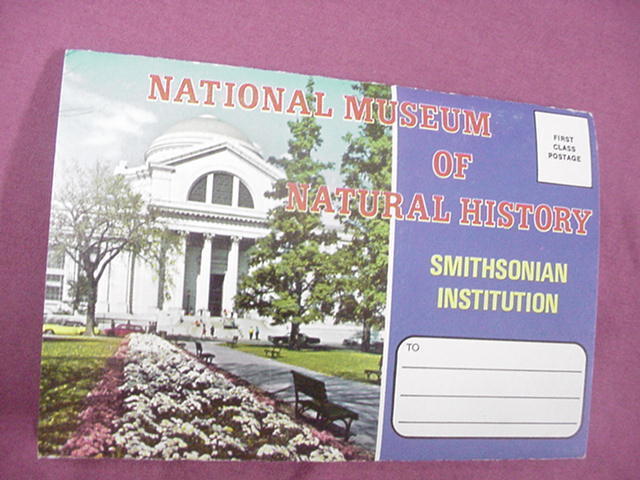 NATIONAL MUSEUM
OF
NATURAL HISTORY
FIRST
CLASS
POSTAGE
SMITHSONIAN
INSTITUTION
TO